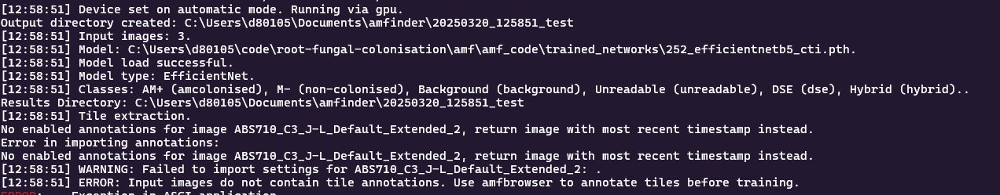 [12:58:51] Device set on automatic mode. Running via gpu.
Output directory created: C:\Users\d80105\Documents\amfinder\20250320_125851_test
[12:58:51] Input images: 3.
[12:58:51] Model: C:\Users\d80105\code\root-fungal-colonisation\amf\amf_code\trained_networks\252_efficientnetb5_cti.pth.
[12:58:51] Model load successful.
[12:58:51] Model type: EfficientNet.
[12:58:51] Classes: AM+ (amcolonised), M- (non-colonised), Background (background), Unreadable (unreadable), DSE (dse), Hybrid (hybrid)..
Results Directory: C:\Users\d80105\Documents\amfinder\20250320_125851_test
[12:58:51] Tile extraction.
No enabled annotations for image ABS710_C3_J-L_Default_Extended_2, return image with most recent timestamp instead.
Error in importing annotations:
No enabled annotations for image ABS710_C3_J-L_Default_Extended_2, return image with most recent timestamp instead.
[12:58:51] WARNING: Failed to import settings for ABS710_C3_J-L_Default_Extended_2: .
[12:58:51] ERROR: Input images do not contain tile annotations. Use amfbrowser to annotate tiles before training.
ERROR: Exception in ASGI application